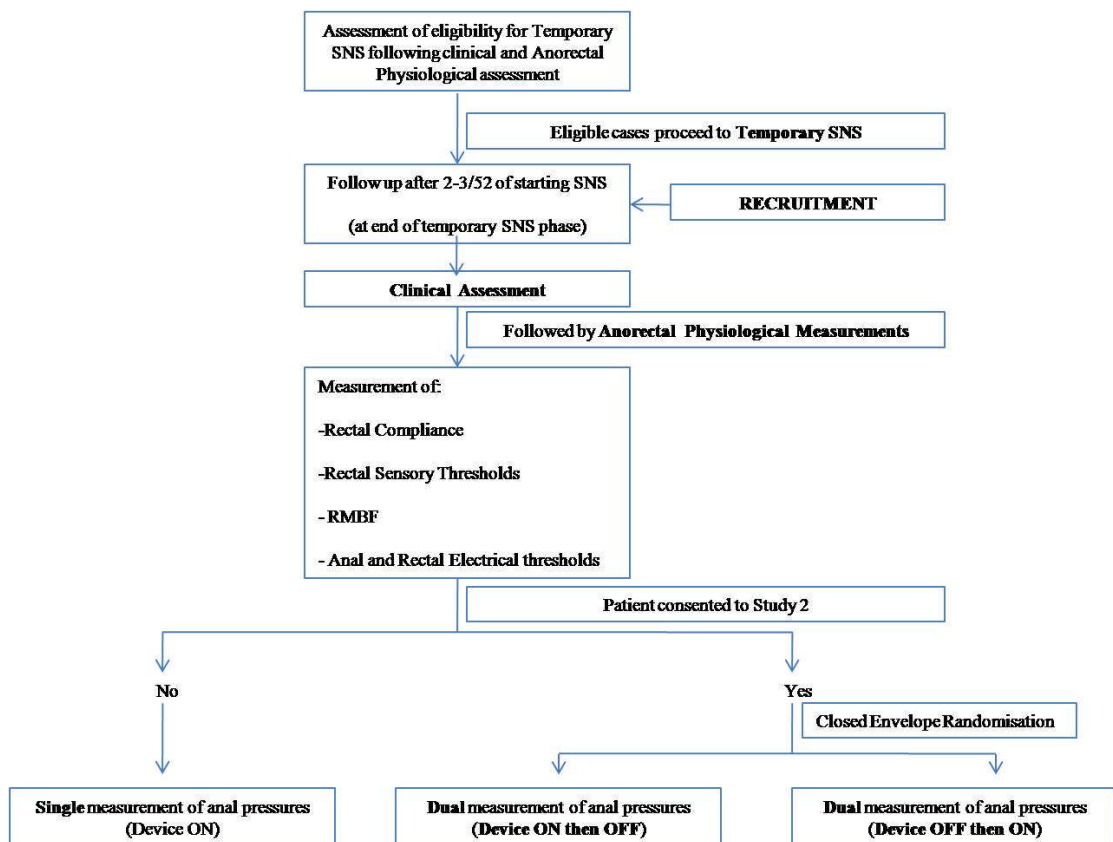 Assessment of eligibility for Temporary
SNS following clinical and Anorectal
Physiological assessment
Eligible cases proceed to Temporary SNS
Follow up after 2-3/52 of starting SNS
(at end of temporary SNS phase)
RECRUITMENT
Clinical Assessment
Followed by Anorectal Physiological Measurements
Measurement of:
-Rectal Compliance
-Rectal Sensory Thresholds
- RMBF
- Anal and Rectal Electrical thresholds
Patient consented to Study 2
No
Yes
Closed Envelope Randomisation
Single measurement of anal pressures
(Device ON)
Dual measurement of anal pressures
(Device ON then OFF)
Dual measurement of anal pressures
(Device OFF then ON)